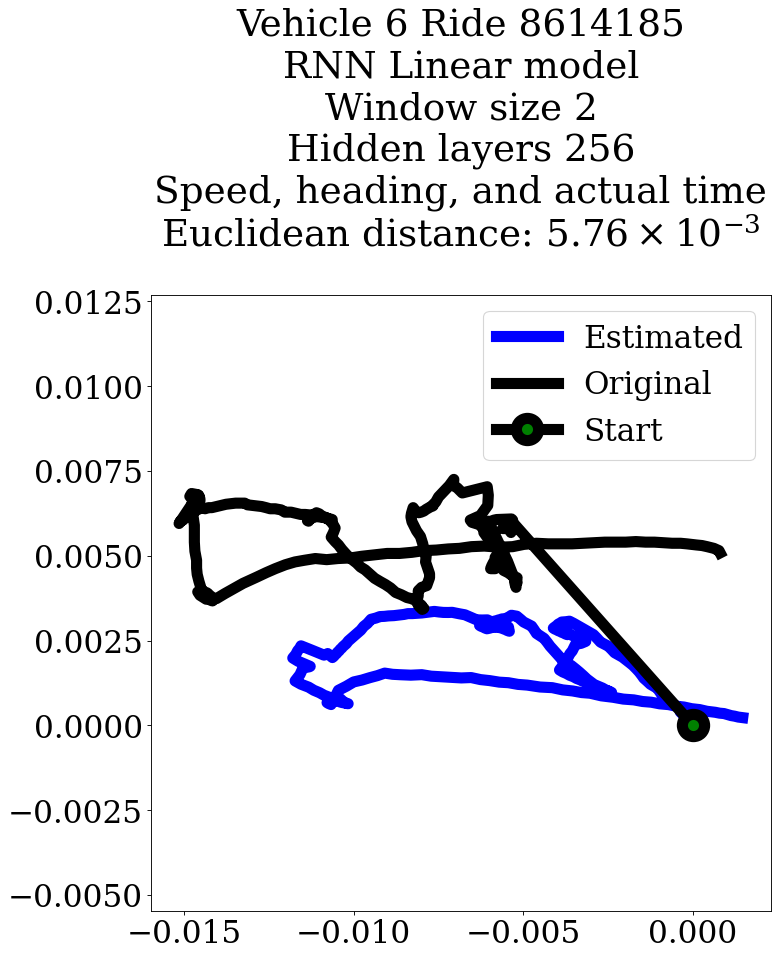 Vehicle 6 Ride 8614185
RNN Linear model
Window size 2
Hidden layers 256
Speed, heading, and actual time
Euclidean distance: 5.76 × 10⁻³
0.0125
0.0100
0.0075
0.0050
0.0025
0.0000
−0.0025
−0.0050
Estimated
Original
Start
−0.015 −0.010 −0.005 0.000